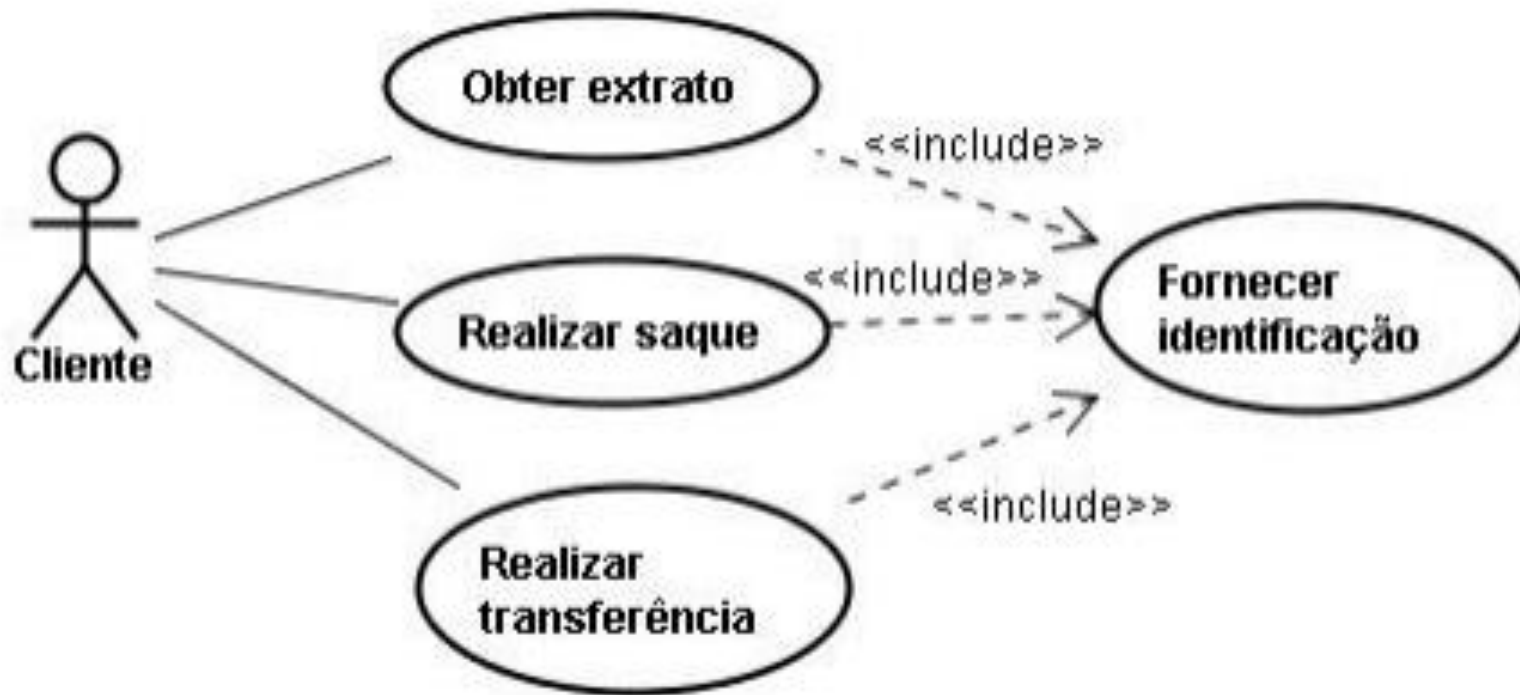 Obter extrato
<<include>>
Cliente
Realizar saque
<<include>>
Fornecer
identificação
Realizar
transferência
<<include>>